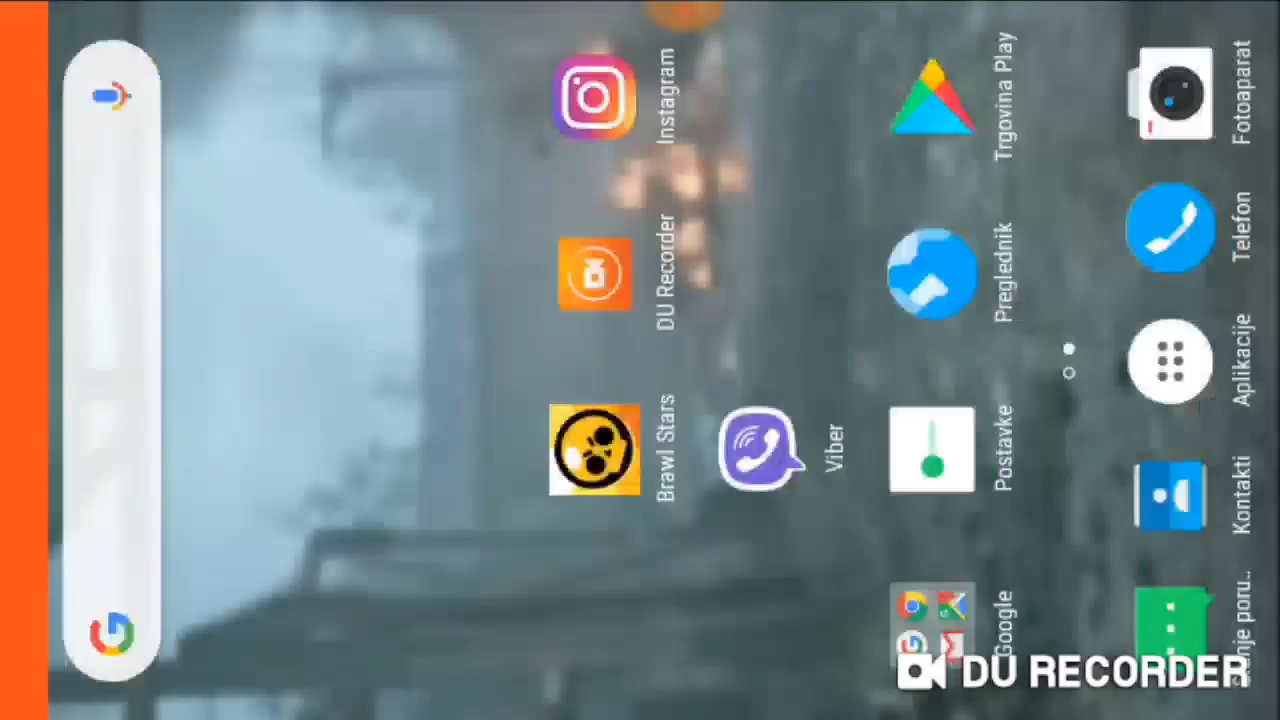 Brawl Stars
DU Recorder
Instagram
Viber
Google
Postavke
Preglednik
Trgovina Play
Kontakti
Aplikacije
Telefon
Fotoaparat
DU RECORDER